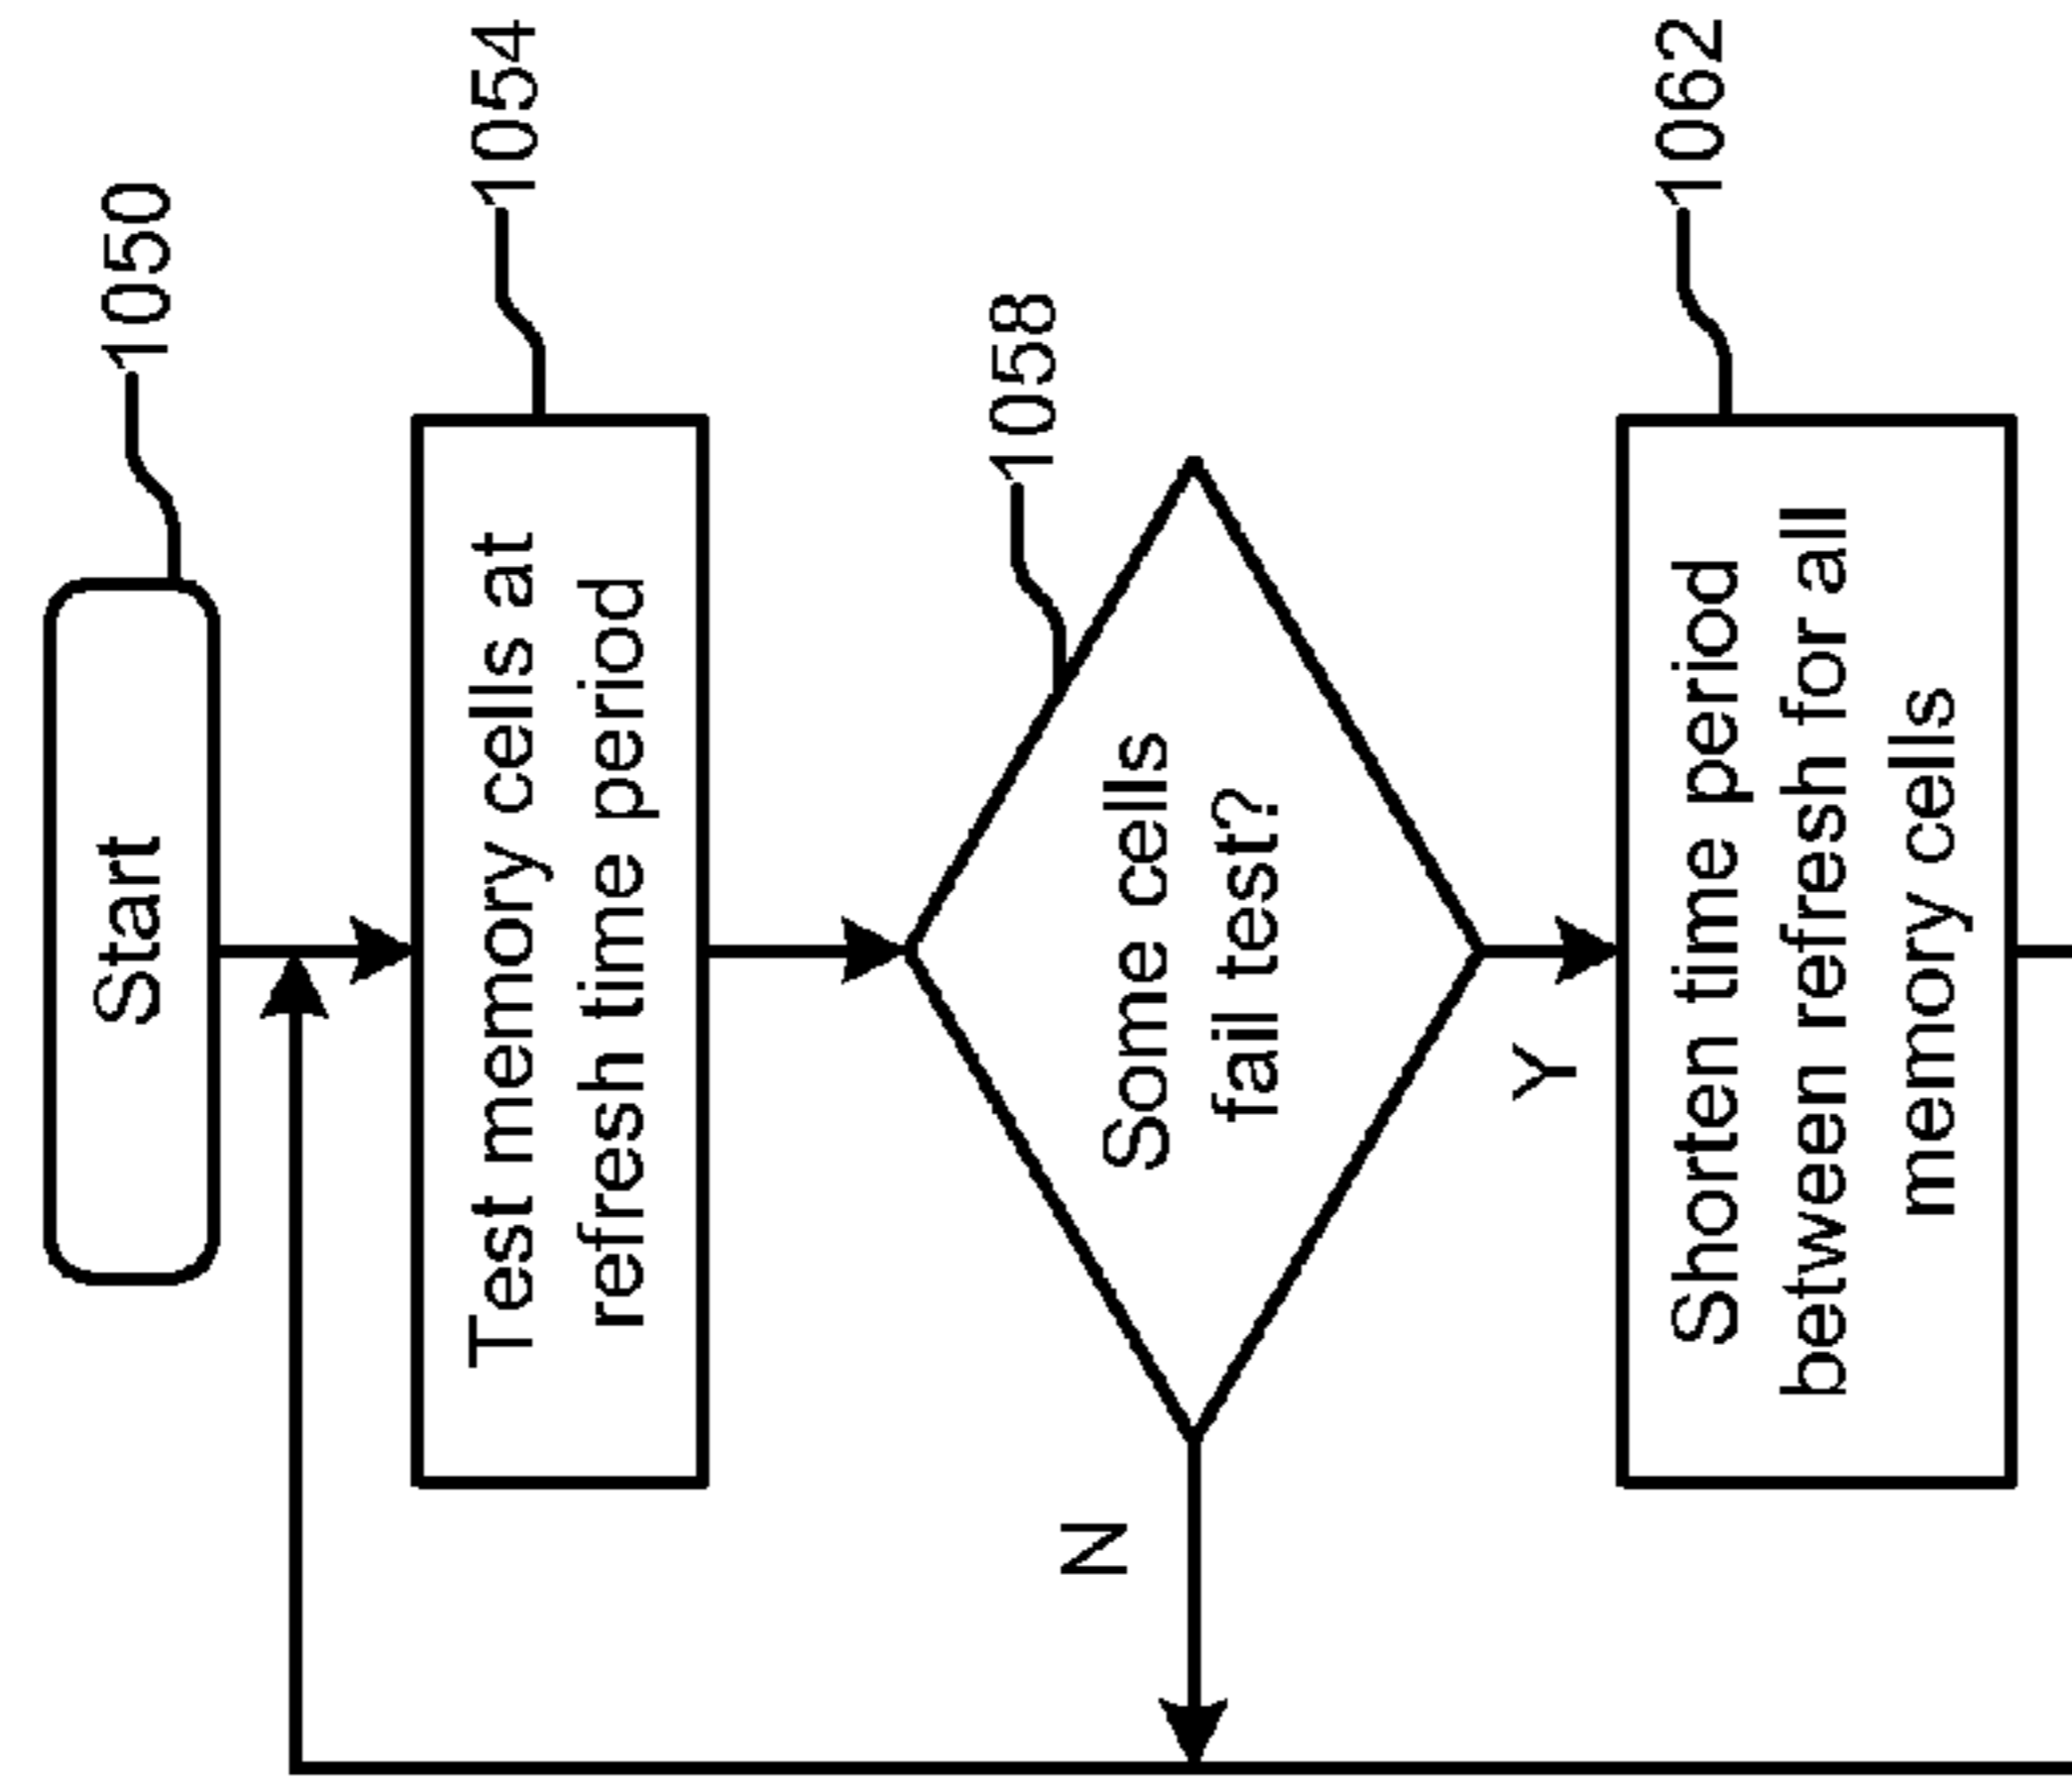 Start
1050
Test memory cells at
refresh time period
1054
Some cells
fail test?
1058
N
Y
Shorten time period
between refresh for all
memory cells
1062